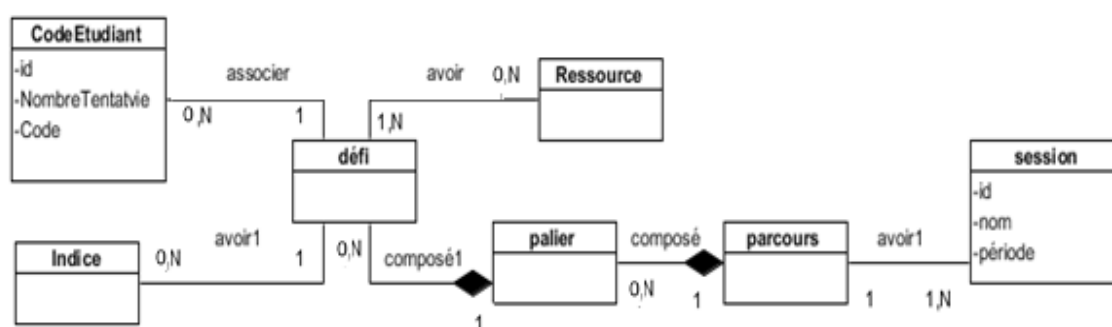 CodeEtudiant
-id
-NombreTentatvie
-Code
associer
0,N
1
avoir
0,N
1,N
Ressource
défi
session
-id
-nom
-période
Indice
0,N
avoir1
1
0,N
composé1
1
palier
composé
0,N
1
parcours
avoir1
1
1,N